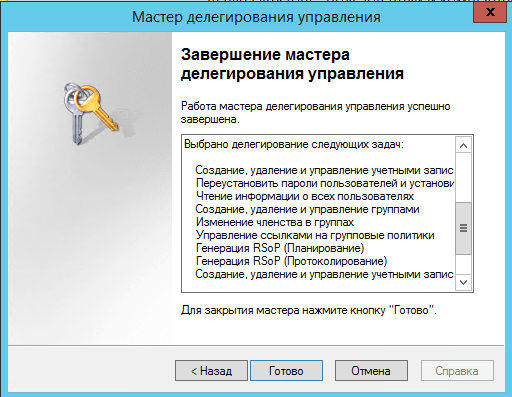 Мастер делегирования управления
x
Завершение мастера
делегирования управления
Работа мастера делегирования управления успешно
завершена.
Выбрано делегирование следующих задач:
Создание, удаление и управление учетными запис
Переустановить пароли пользователей и установи
Чтение информации о всех пользователях
Создание, удаление и управление группами
Изменение членства в группах
Управление ссылками на групповые политики
Генерация RSoP (Планирование)
Генерация RSoP (Протоколирование)
Создание, удаление и управление учетными запис
Для закрытия мастера нажмите кнопку "Готово".
< Назад
Готово
Отмена
Справка